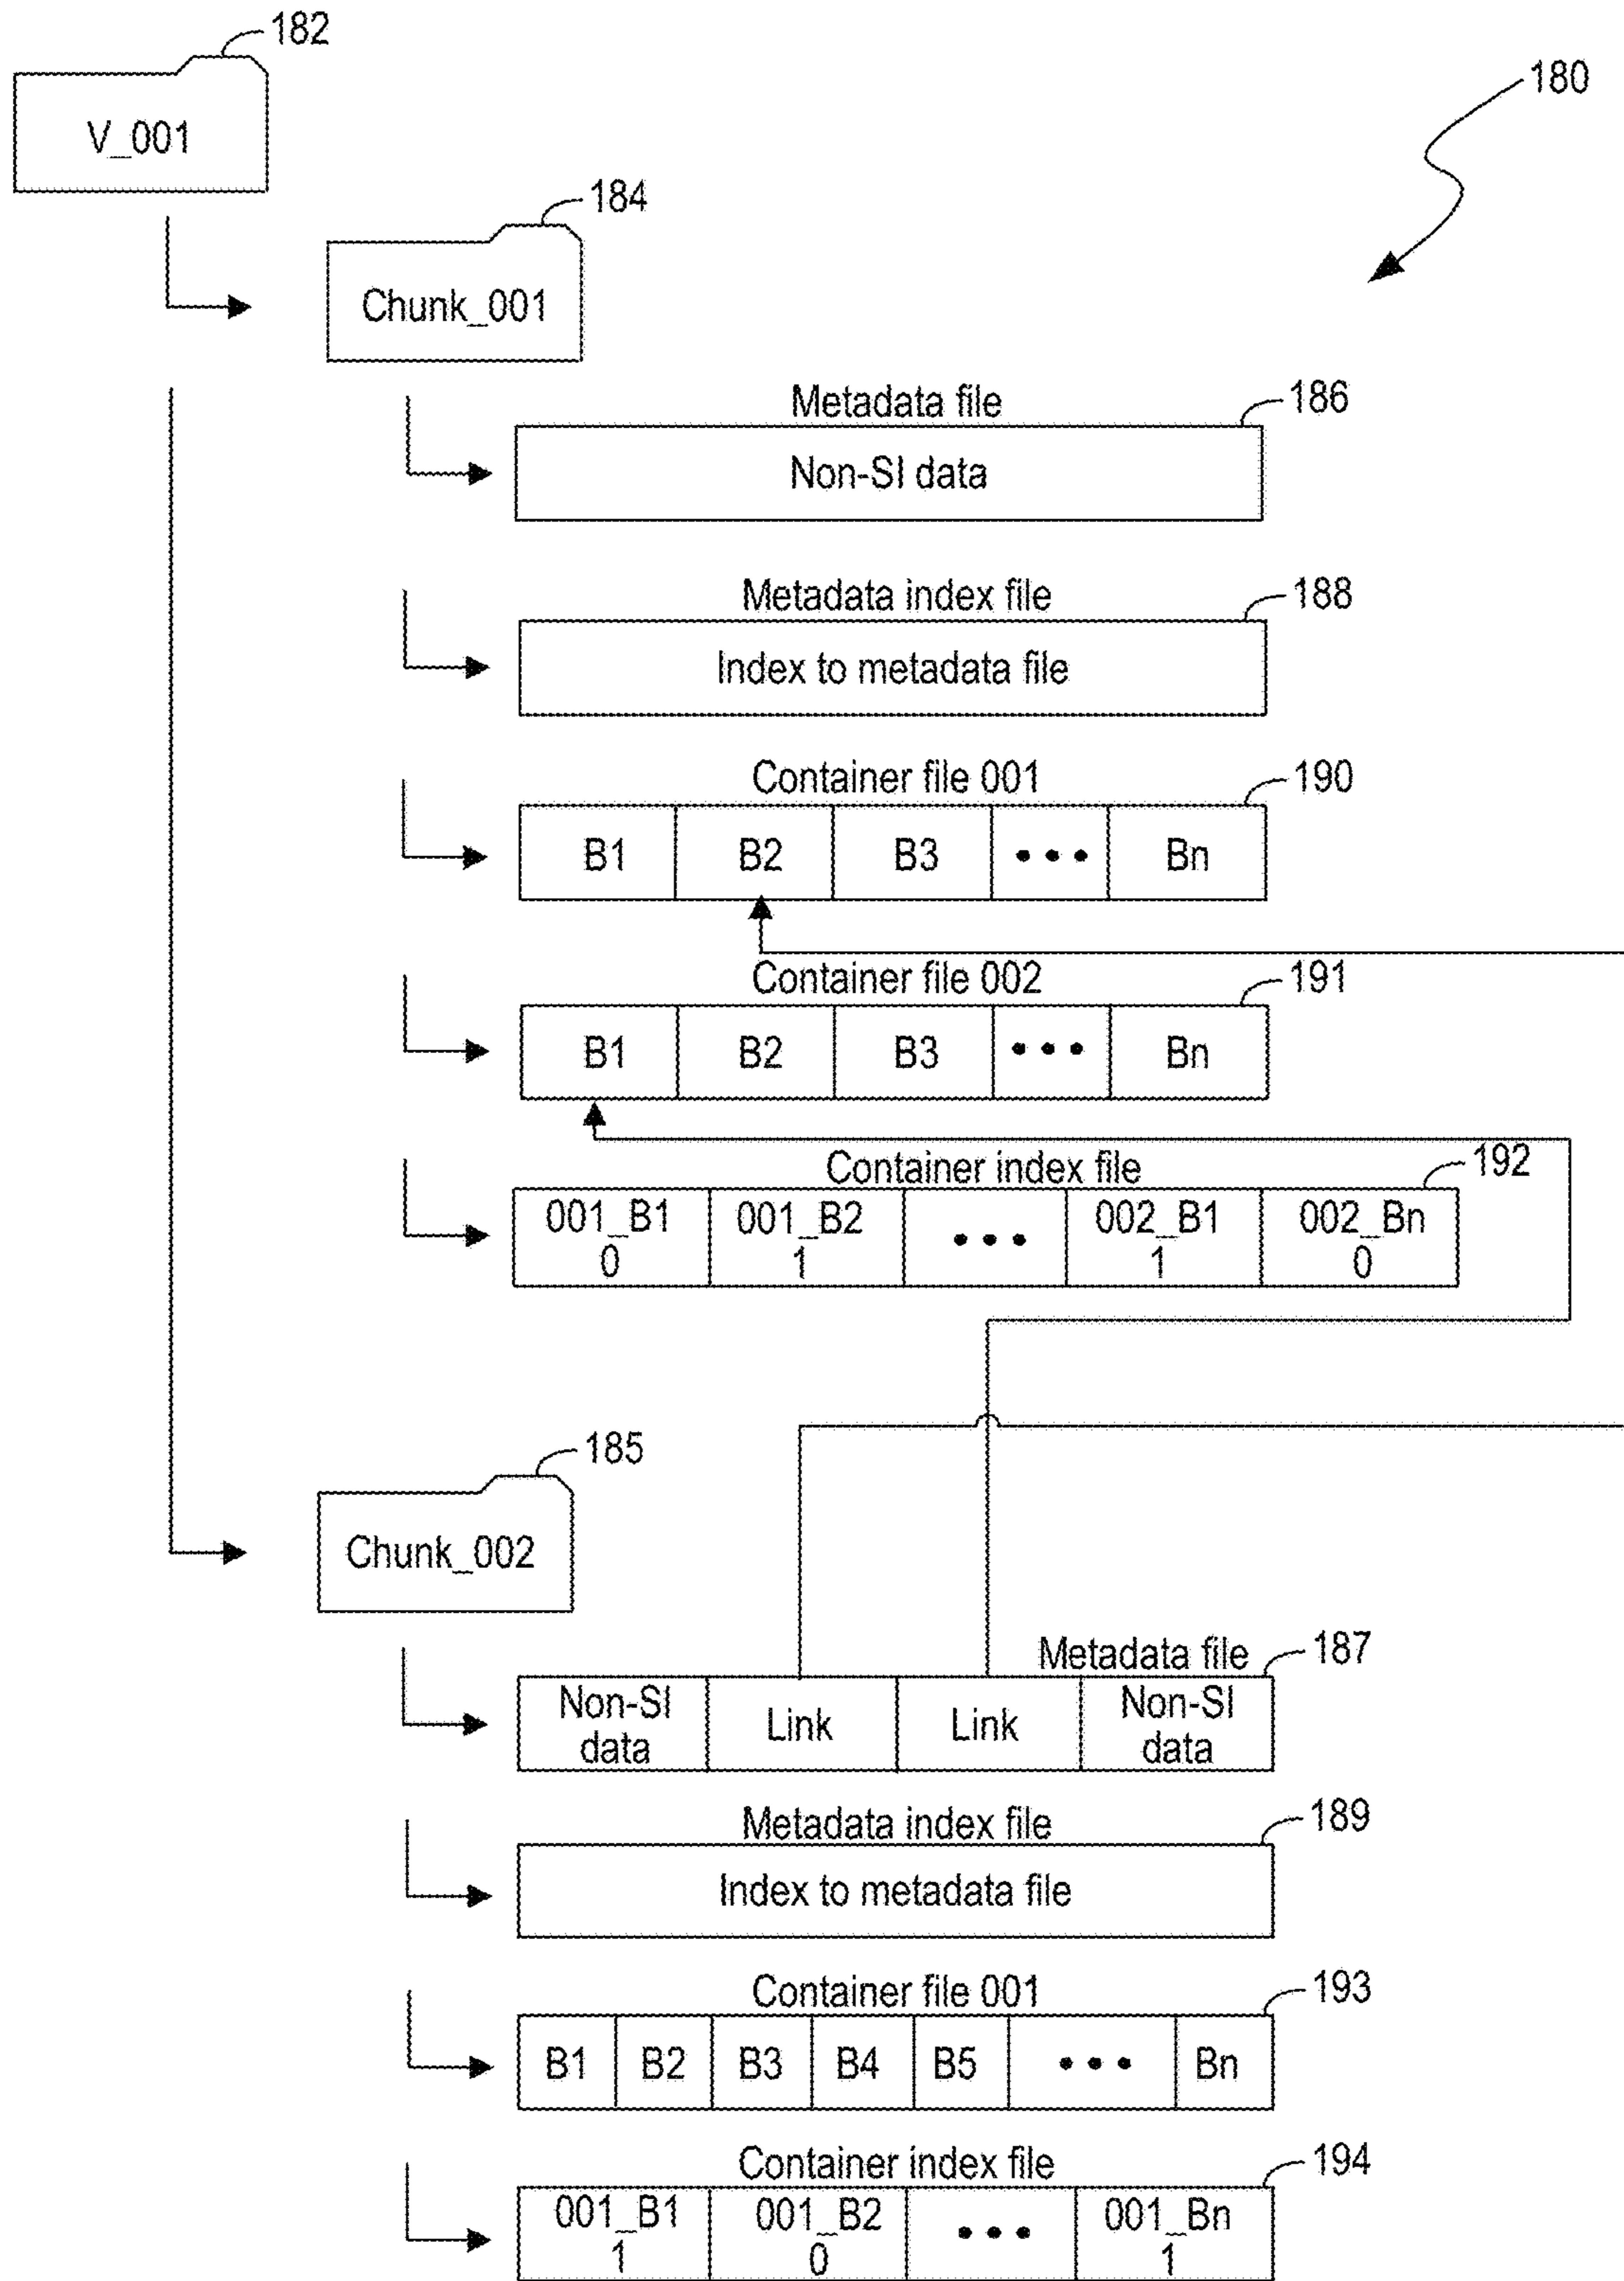 182
V_001
180
184
Chunk_001
Metadata file
186
Non-SI data
Metadata index file
188
Index to metadata file
Container file 001
190
B1 B2 B3 • • • Bn
Container file 002
191
B1 B2 B3 • • • Bn
Container index file
192
001_B1 001_B2 • • • 002_B1 002_Bn
0 1 1 0
185
Chunk_002
Metadata file
187
Non-SI data Link Link Non-SI data
Metadata index file
189
Index to metadata file
Container file 001
193
B1 B2 B3 B4 B5 • • • Bn
Container index file
194
001_B1 001_B2 • • • 001_Bn
1 0 1